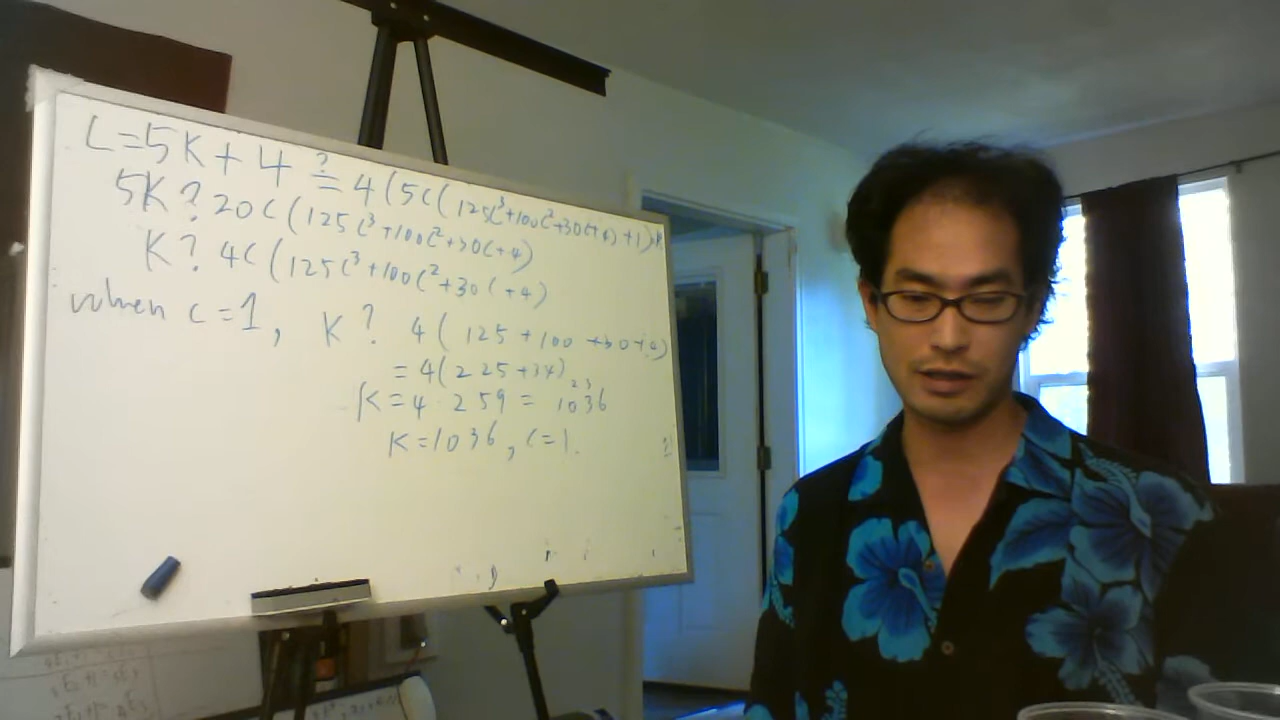 L=5K+4 ?= 4(5C(125C³+100C²+30C+4)+1)
5K ? 20C(125C³+100C²+30C+4)
K ? 4C(125C³+100C²+30C+4)
when C=1, K ? 4(125+100+30+4)
=4(225+34)
K=4·259=1036
K=1036, C=1.